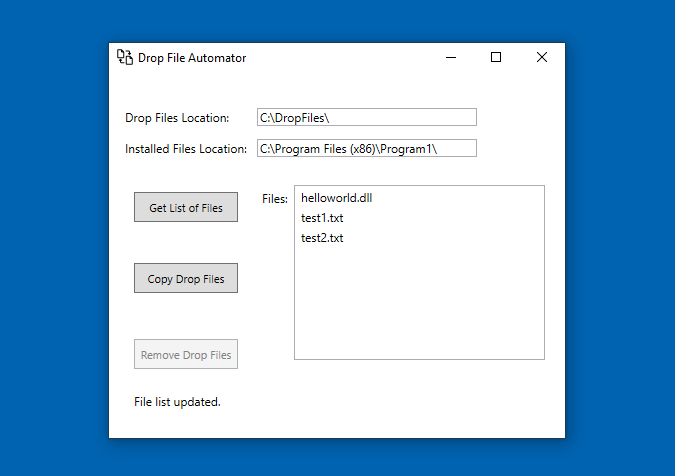 Drop File Automator
Drop Files Location: C:\DropFiles\
Installed Files Location: C:\Program Files (x86)\Program1\
Get List of Files
Files: helloworld.dll
test1.txt
test2.txt
Copy Drop Files
Remove Drop Files
File list updated.